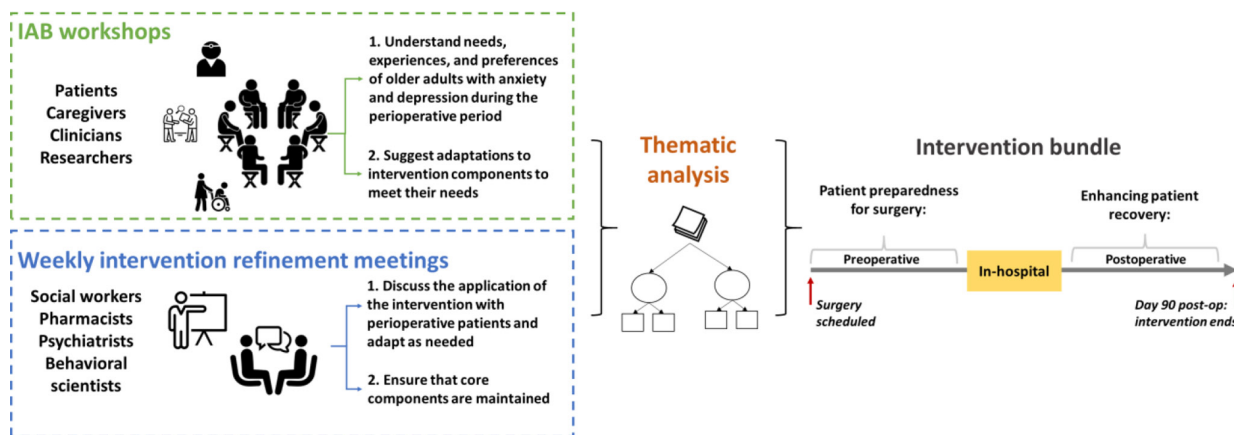 IAB workshops
Patients
Caregivers
Clinicians
Researchers
1. Understand needs,
experiences, and preferences
of older adults with anxiety
and depression during the
perioperative period
2. Suggest adaptations to
intervention components to
meet their needs
Weekly intervention refinement meetings
Social workers
Pharmacists
Psychiatrists
Behavioral
scientists
1. Discuss the application of
the intervention with
perioperative patients and
adapt as needed
2. Ensure that core
components are maintained
Thematic
analysis
Intervention bundle
Patient preparedness
for surgery:
Enhancing patient
recovery:
Preoperative
In-hospital
Postoperative
Surgery
scheduled
Day 90 post-op:
intervention ends